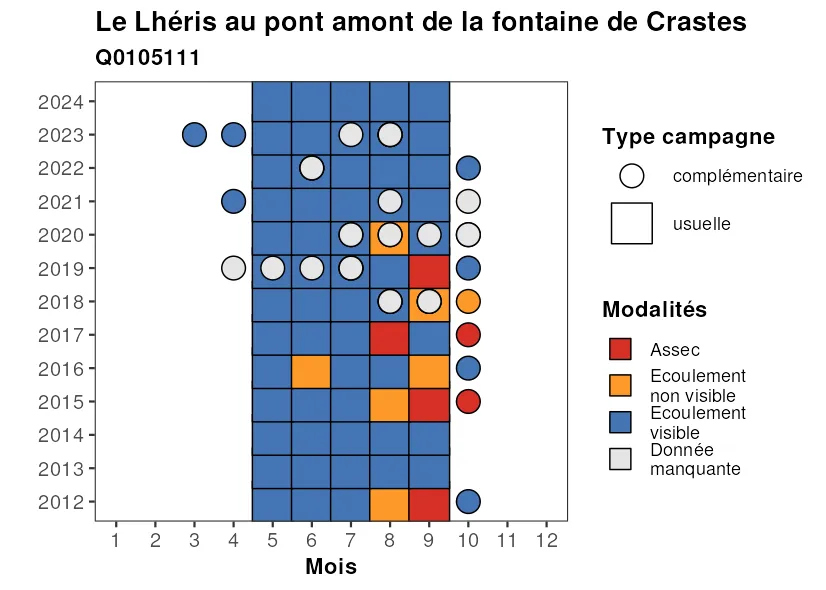 Le Lhéris au pont amont de la fontaine de Crastes
Q0105111
2024
2023
2022
2021
2020
2019
2018
2017
2016
2015
2014
2013
2012
1 2 3 4 5 6 7 8 9 10 11 12
Mois
Type campagne
complémentaire
usuelle
Modalités
Assec
Ecoulement
non visible
Ecoulement
visible
Donnée
manquante